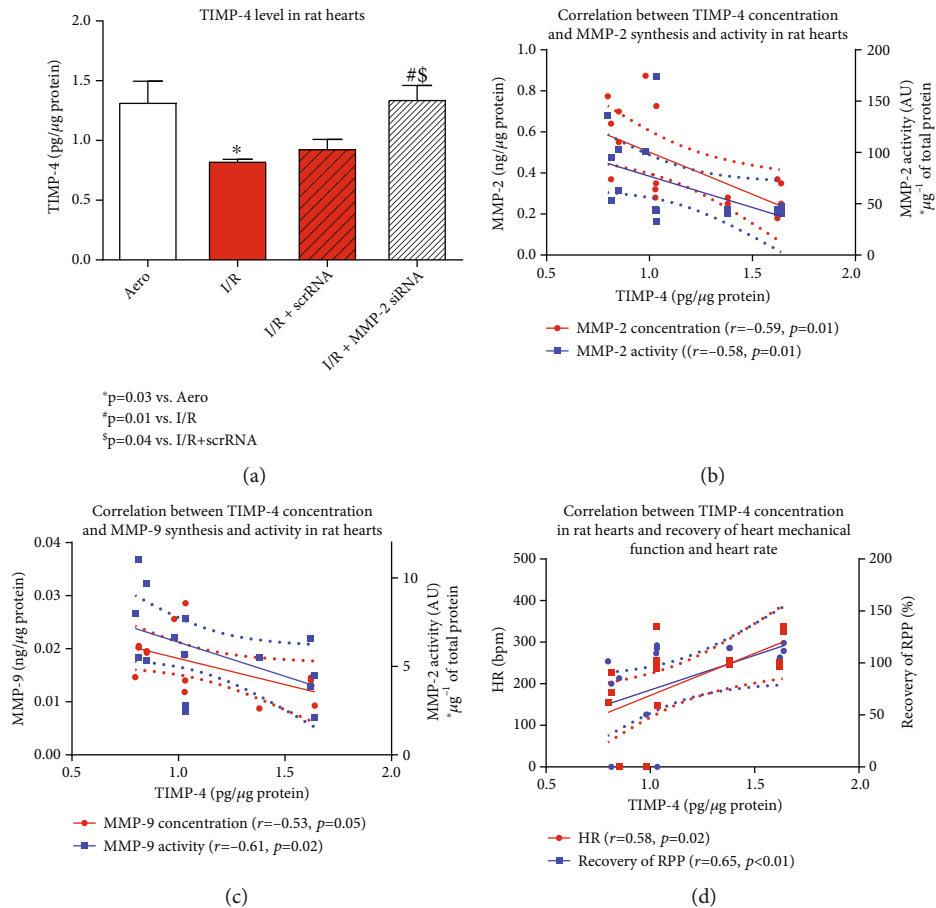 TIMP-4 level in rat hearts
2.0
1.5
1.0
0.5
0.0
TIMP-4 (pg/μg protein)
*
#$
Aero
I/R
I/R + scrRNA
I/R + MMP-2 siRNA
*p=0.03 vs. Aero
#p=0.01 vs. I/R
$p=0.04 vs. I/R+scrRNA
(a)
Correlation between TIMP-4 concentration
and MMP-2 synthesis and activity in rat hearts
1.0
0.8
0.6
0.4
0.2
0.0
MMP-2 (ng/μg protein)
200
150
100
50
0
MMP-2 activity (AU)
*μg⁻¹ of total protein
0.5 1.0 1.5 2.0
TIMP-4 (pg/μg protein)
MMP-2 concentration (r=−0.59, p=0.01)
MMP-2 activity ((r=−0.58, p=0.01)
(b)
Correlation between TIMP-4 concentration
and MMP-9 synthesis and activity in rat hearts
0.04
0.03
0.02
0.01
0.00
MMP-9 (ng/μg protein)
10
5
0
MMP-2 activity (AU)
*μg⁻¹ of total protein
0.5 1.0 1.5 2.0
TIMP-4 (pg/μg protein)
MMP-9 concentration (r=−0.53, p=0.05)
MMP-9 activity (r=−0.61, p=0.02)
(c)
Correlation between TIMP-4 concentration
in rat hearts and recovery of heart mechanical
function and heart rate
500
400
300
200
100
0
HR (bpm)
200
150
100
50
0
Recovery of RPP (%)
0.5 1.0 1.5 2.0
TIMP-4 (pg/μg protein)
HR (r=0.58, p=0.02)
Recovery of RPP (r=0.65, p<0.01)
(d)